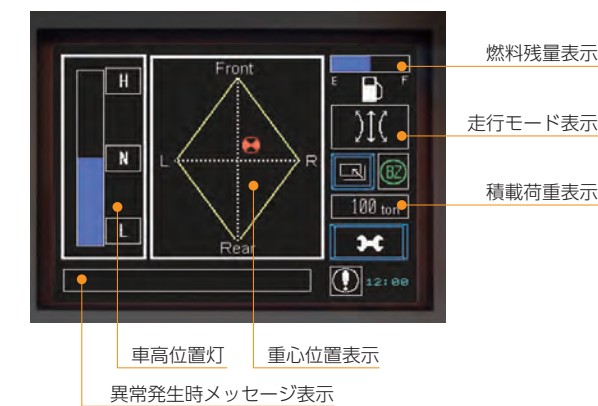 燃料残量表示
走行モード表示
積載荷重表示
H
N
L
Front
L
R
Rear
E
F
BZ
100 ton
12:00
車高位置灯
重心位置表示
異常発生時メッセージ表示